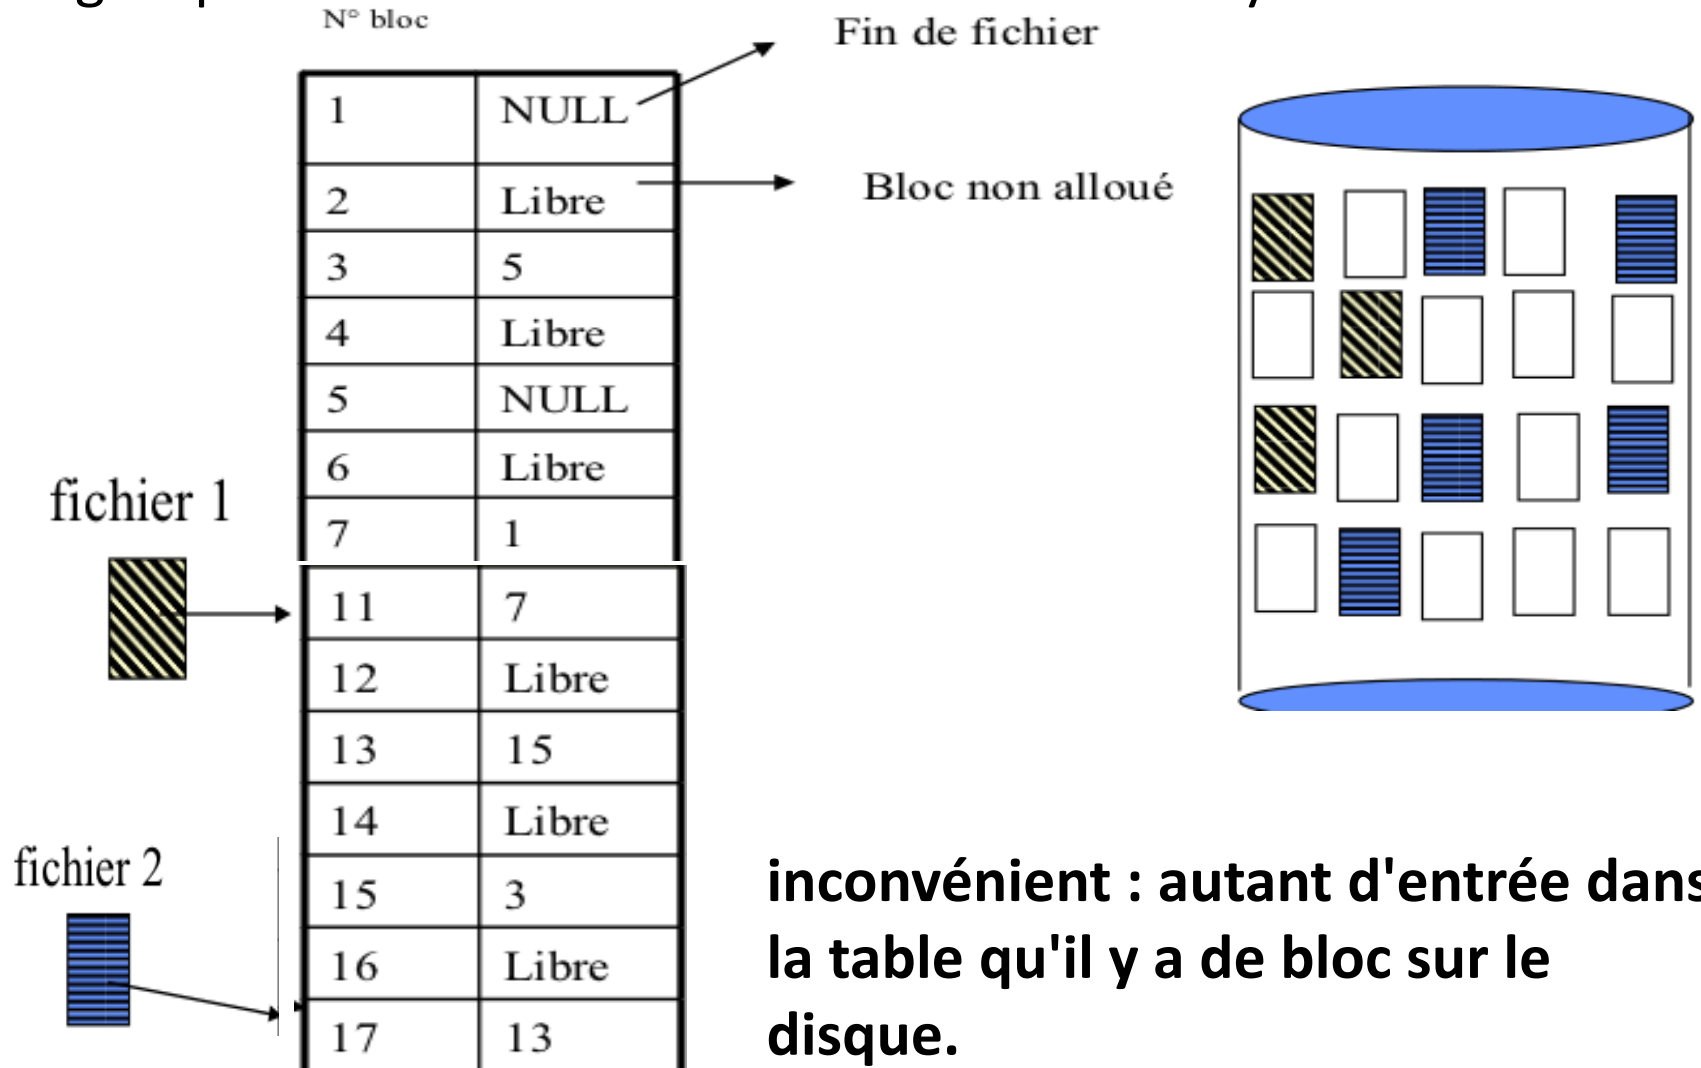 N° bloc
Fin de fichier
1 NULL
Bloc non alloué
2 Libre
3 5
4 Libre
5 NULL
6 Libre
fichier 1
7 1
11 7
12 Libre
13 15
14 Libre
fichier 2
15 3
16 Libre
17 13
inconvénient : autant d'entrée dans
la table qu'il y a de bloc sur le
disque.